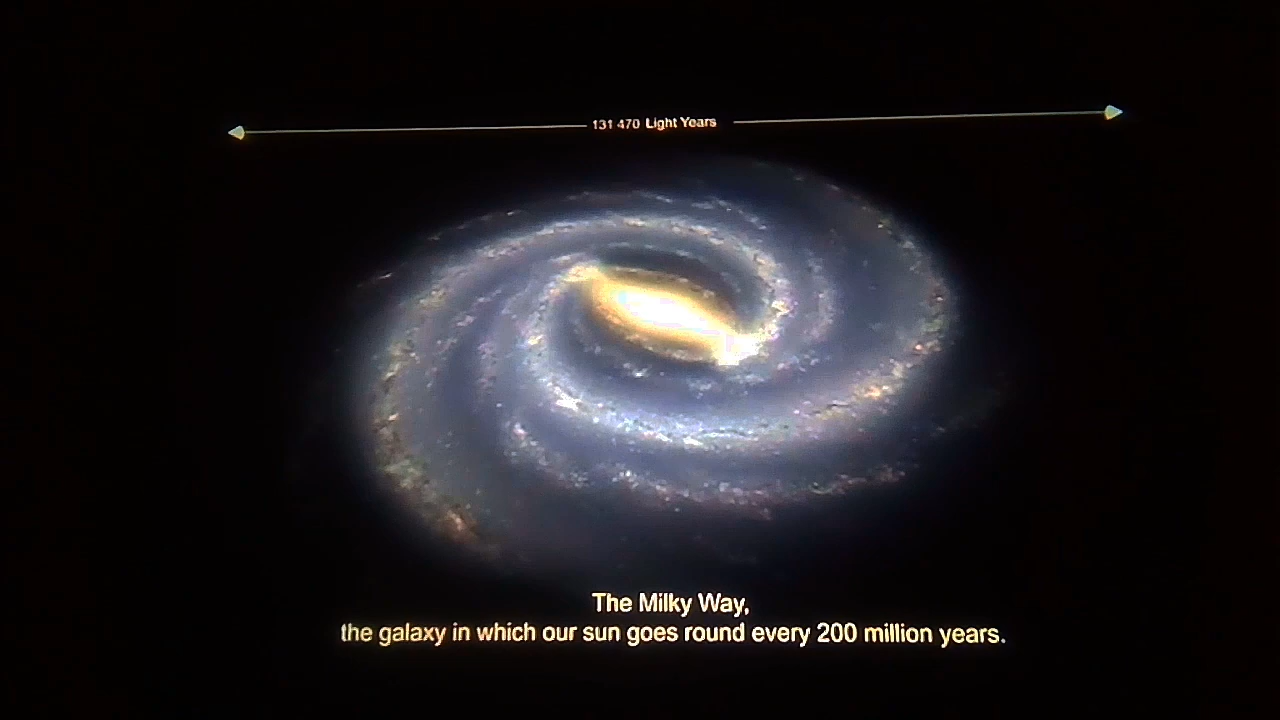 131 470 Light Years
The Milky Way,
the galaxy in which our sun goes round every 200 million years.